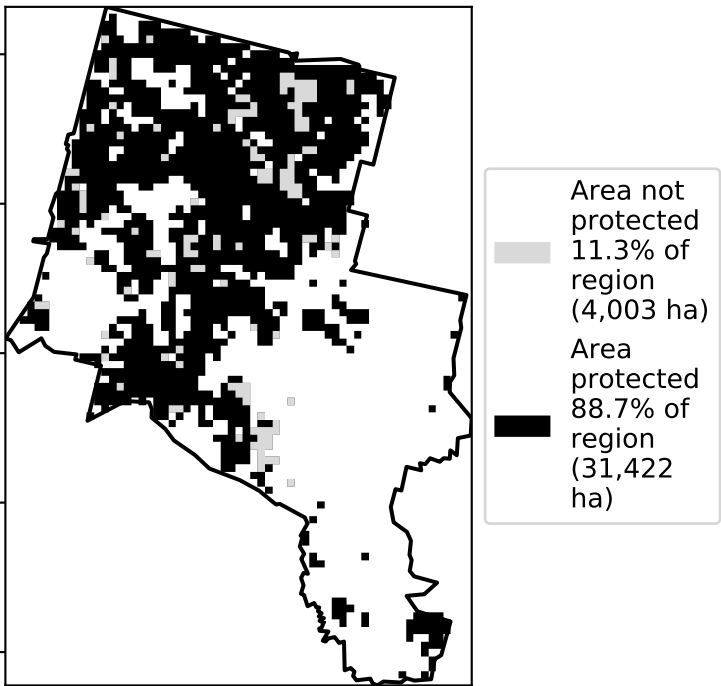 Area not
protected
11.3% of
region
(4,003 ha)
Area
protected
88.7% of
region
(31,422
ha)